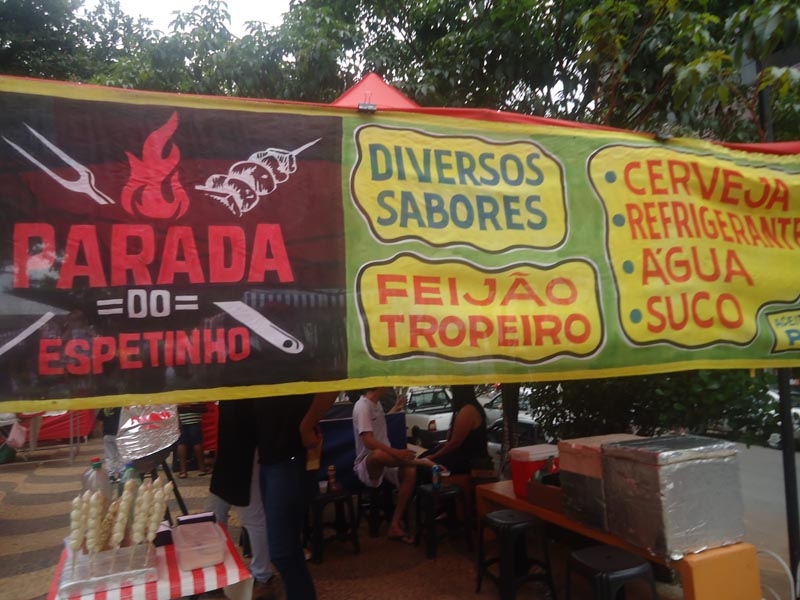 PARADA
=DO=
ESPETINHO
DIVERSOS
SABORES
FEIJÃO
TROPEIRO
• CERVEJA
• REFRIGERANTE
• ÁGUA
• SUCO